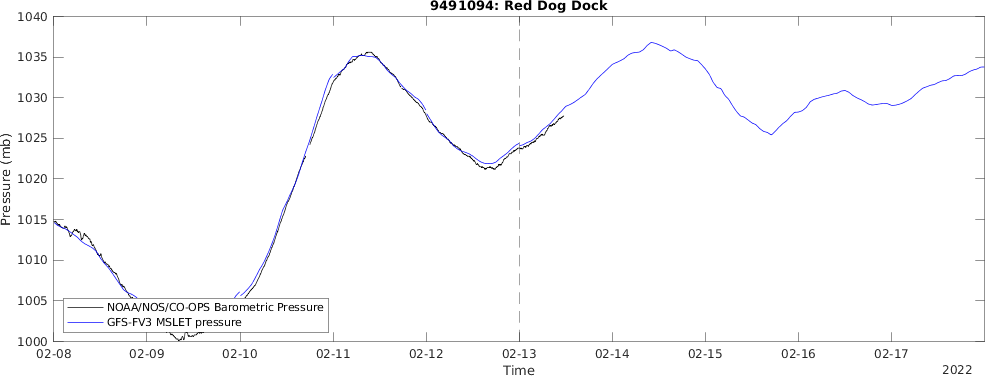 9491094: Red Dog Dock
Pressure (mb)
1040
1035
1030
1025
1020
1015
1010
1005
1000
NOAA/NOS/CO-OPS Barometric Pressure
GFS-FV3 MSLET pressure
02-08 02-09 02-10 02-11 02-12 02-13 02-14 02-15 02-16 02-17
Time
2022